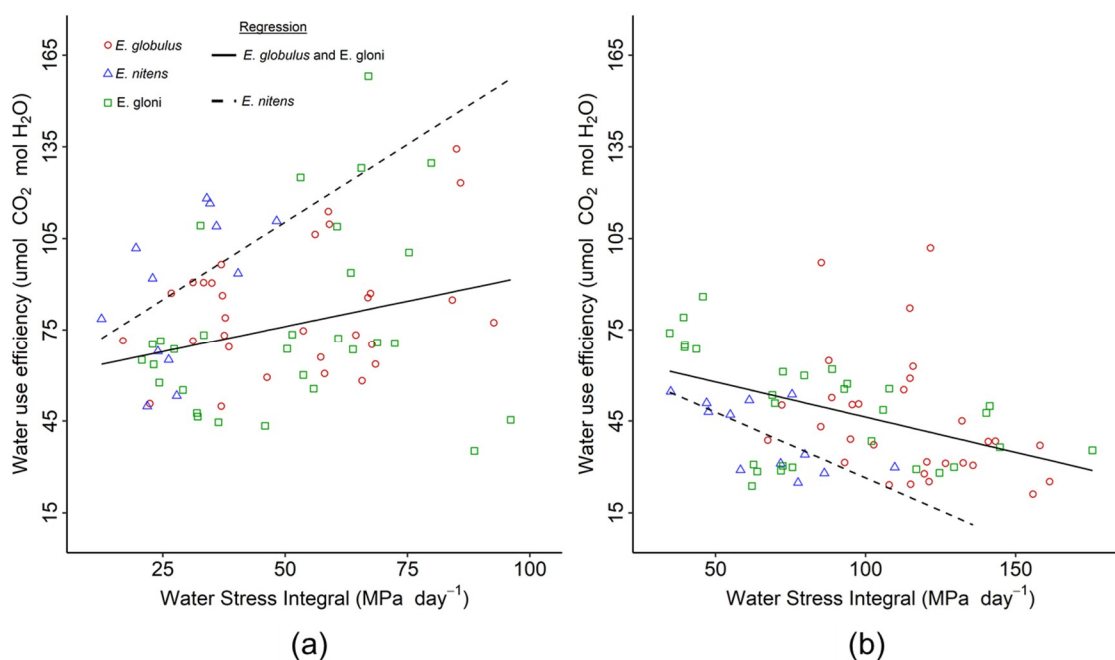 Regression
E. globulus
E. globulus and E. gloni
E. nitens
E. gloni
E. nitens
Water use efficiency (umol CO₂ mol H₂O)
165
135
105
75
45
15
25
50
75
100
Water Stress Integral (MPa day⁻¹)
(a)
Water use efficiency (umol CO₂ mol H₂O)
165
135
105
75
45
15
50
100
150
Water Stress Integral (MPa day⁻¹)
(b)